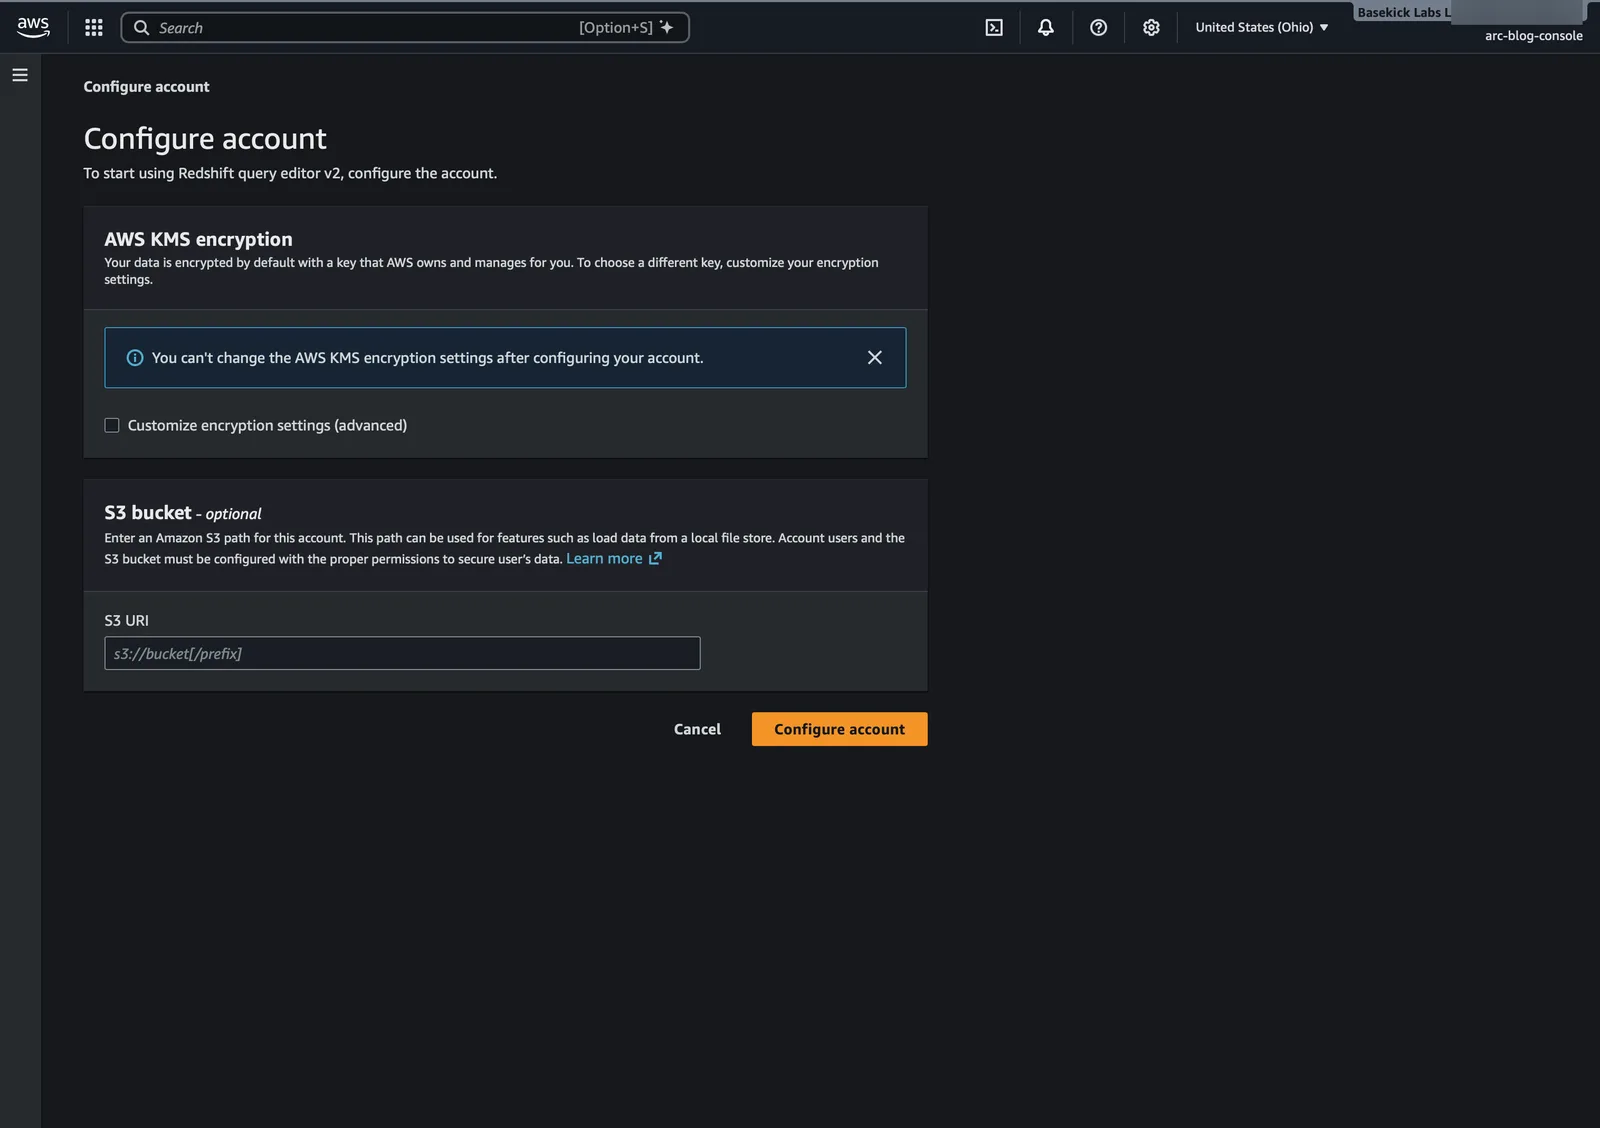 aws
Search [Option+S]
United States (Ohio)
Basekick Labs L
arc-blog-console
Configure account
Configure account
To start using Redshift query editor v2, configure the account.
AWS KMS encryption
Your data is encrypted by default with a key that AWS owns and manages for you. To choose a different key, customize your encryption
settings.
You can't change the AWS KMS encryption settings after configuring your account.
Customize encryption settings (advanced)
S3 bucket - optional
Enter an Amazon S3 path for this account. This path can be used for features such as load data from a local file store. Account users and the
S3 bucket must be configured with the proper permissions to secure user's data. Learn more
S3 URI
s3://bucket[/prefix]
Cancel
Configure account